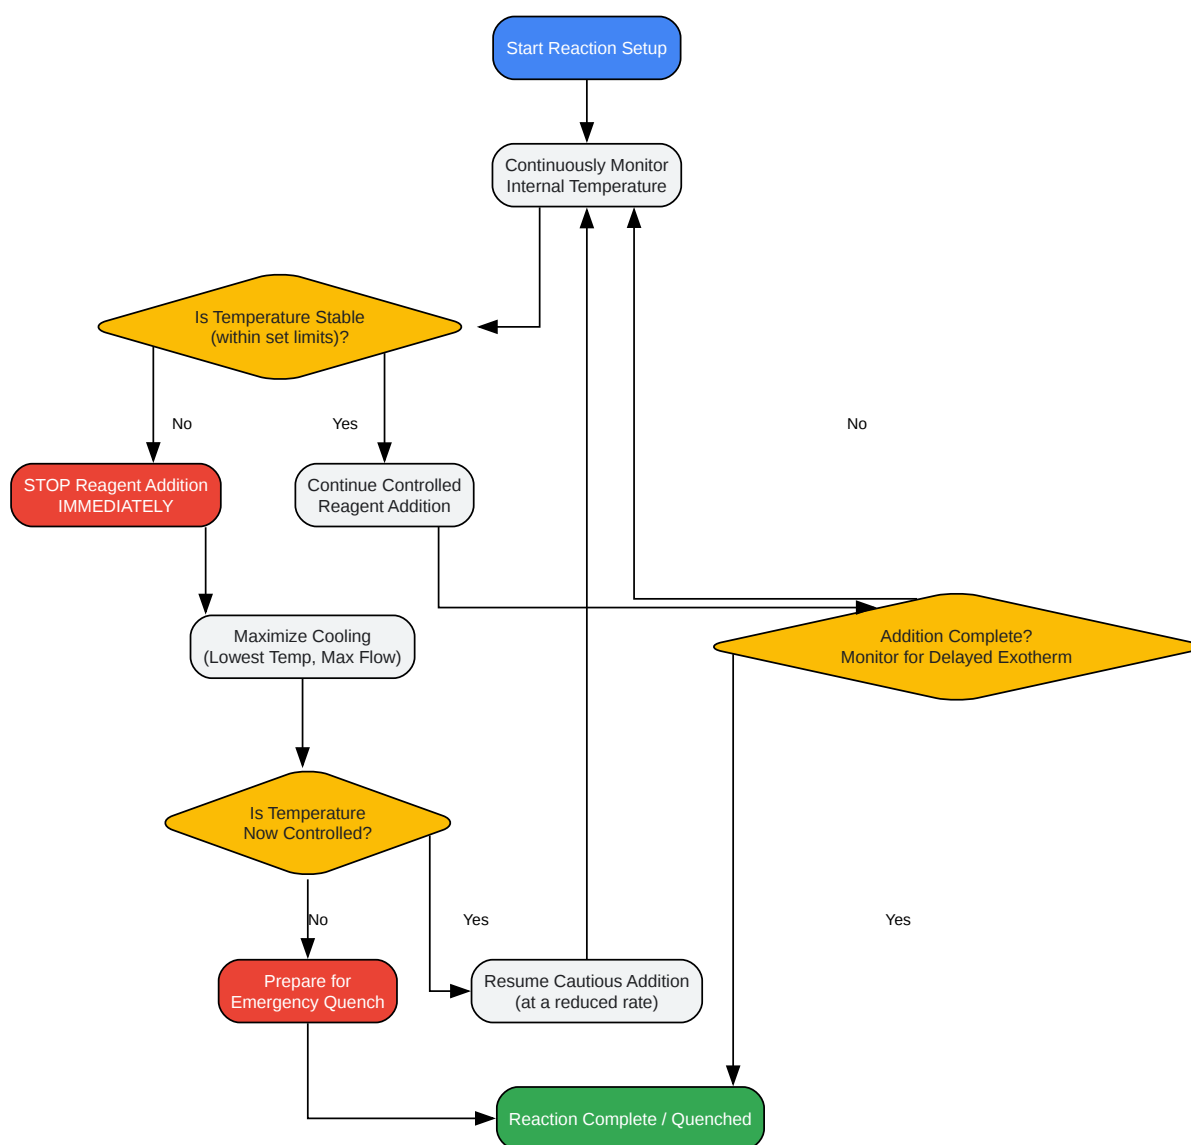 Start Reaction Setup
Continuously Monitor
Internal Temperature
Is Temperature Stable
(within set limits)?
No
Yes
No
STOP Reagent Addition
IMMEDIATELY
Continue Controlled
Reagent Addition
Maximize Cooling
(Lowest Temp, Max Flow)
Addition Complete?
Monitor for Delayed Exotherm
Is Temperature
Now Controlled?
No
Yes
Yes
Prepare for
Emergency Quench
Resume Cautious Addition
(at a reduced rate)
Reaction Complete / Quenched